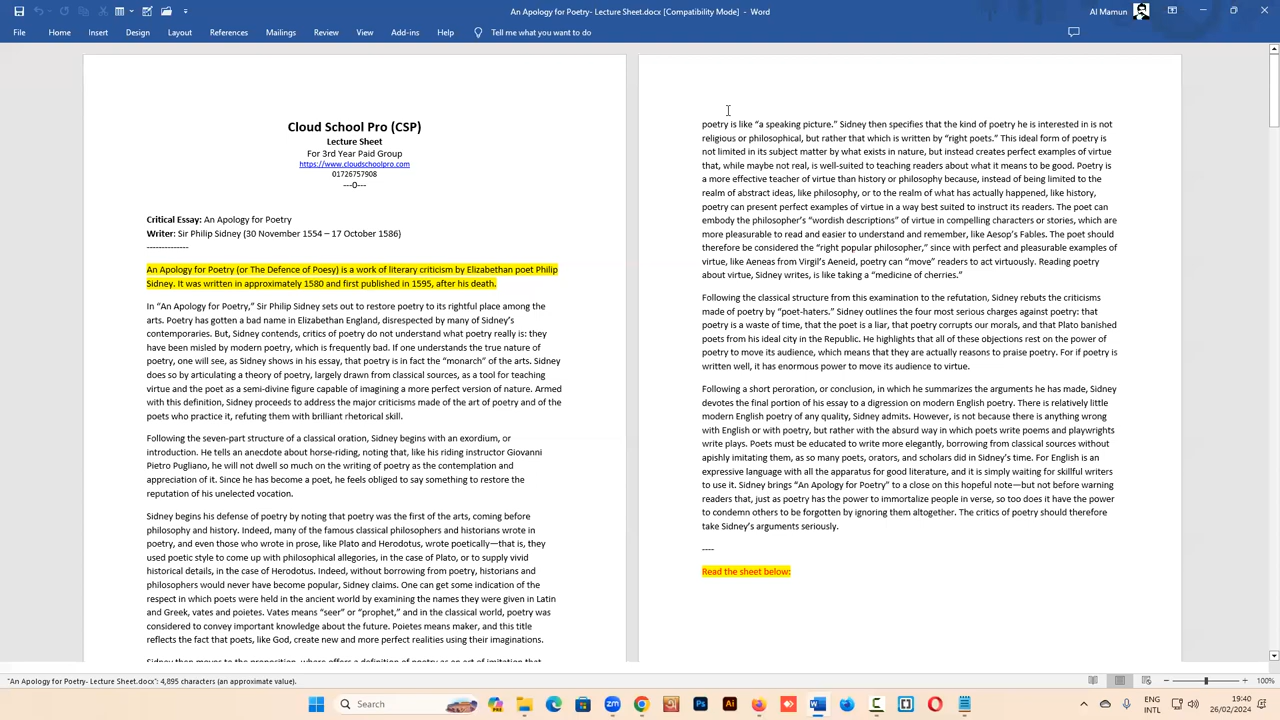 An Apology for Poetry- Lecture Sheet.docx [Compatibility Mode] - Word
Al Mamun
File Home Insert Design Layout References Mailings Review View Add-ins Help Tell me what you want to do
Cloud School Pro (CSP)
Lecture Sheet
For 3rd Year Paid Group
https://www.cloudschoolpro.com
01726757908
---0---
Critical Essay: An Apology for Poetry
Writer: Sir Philip Sidney (30 November 1554 – 17 October 1586)
--------------
An Apology for Poetry (or The Defence of Poesy) is a work of literary criticism by Elizabethan poet Philip
Sidney. It was written in approximately 1580 and first published in 1595, after his death.
In “An Apology for Poetry,” Sir Philip Sidney sets out to restore poetry to its rightful place among the
arts. Poetry has gotten a bad name in Elizabethan England, disrespected by many of Sidney’s
contemporaries. But, Sidney contends, critics of poetry do not understand what poetry really is: they
have been misled by modern poetry, which is frequently bad. If one understands the true nature of
poetry, one will see, as Sidney shows in his essay, that poetry is in fact the “monarch” of the arts. Sidney
does so by articulating a theory of poetry, largely drawn from classical sources, as a tool for teaching
virtue and the poet as a semi-divine figure capable of imagining a more perfect version of nature. Armed
with this definition, Sidney proceeds to address the major criticisms made of the art of poetry and of the
poets who practice it, refuting them with brilliant rhetorical skill.
Following the seven-part structure of a classical oration, Sidney begins with an exordium, or
introduction. He tells an anecdote about horse-riding, noting that, like his riding instructor Giovanni
Pietro Pugliano, he will not dwell so much on the writing of poetry as the contemplation and
appreciation of it. Since he has become a poet, he feels obliged to say something to restore the
reputation of his unelected vocation.
Sidney begins his defense of poetry by noting that poetry was the first of the arts, coming before
philosophy and history. Indeed, many of the famous classical philosophers and historians wrote in
poetry, and even those who wrote in prose, like Plato and Herodotus, wrote poetically—that is, they
used poetic style to come up with philosophical allegories, in the case of Plato, or to supply vivid
historical details, in the case of Herodotus. Indeed, without borrowing from poetry, historians and
philosophers would never have become popular, Sidney claims. One can get some indication of the
respect in which poets were held in the ancient world by examining the names they were given in Latin
and Greek, vates and poietes. Vates means “seer” or “prophet,” and in the classical world, poetry was
considered to convey important knowledge about the future. Poietes means maker, and this title
reflects the fact that poets, like God, create new and more perfect realities using their imaginations.
Sidney then moves to the proposition, where offers a definition of poetry as an act of imitation that
poetry is like “a speaking picture.” Sidney then specifies that the kind of poetry he is interested in is not
religious or philosophical, but rather that which is written by “right poets.” This ideal form of poetry is
not limited in its subject matter by what exists in nature, but instead creates perfect examples of virtue
that, while maybe not real, is well-suited to teaching readers about what it means to be good. Poetry is
a more effective teacher of virtue than history or philosophy because, instead of being limited to the
realm of abstract ideas, like philosophy, or to the realm of what has actually happened, like history,
poetry can present perfect examples of virtue in a way best suited to instruct its readers. The poet can
embody the philosopher’s “wordish descriptions” of virtue in compelling characters or stories, which are
more pleasurable to read and easier to understand and remember, like Aesop’s Fables. The poet should
therefore be considered the “right popular philosopher,” since with perfect and pleasurable examples of
virtue, like Aeneas from Virgil’s Aeneid, poetry can “move” readers to act virtuously. Reading poetry
about virtue, Sidney writes, is like taking a “medicine of cherries.”
Following the classical structure from this examination to the refutation, Sidney rebuts the criticisms
made of poetry by “poet-haters.” Sidney outlines the four most serious charges against poetry: that
poetry is a waste of time, that the poet is a liar, that poetry corrupts our morals, and that Plato banished
poets from his ideal city in the Republic. He highlights that all of these objections rest on the power of
poetry to move its audience, which means that they are actually reasons to praise poetry. For if poetry is
written well, it has enormous power to move its audience to virtue.
Following a short peroration, or conclusion, in which he summarizes the arguments he has made, Sidney
devotes the final portion of his essay to a digression on modern English poetry. There is relatively little
modern English poetry of any quality, Sidney admits. However, is not because there is anything wrong
with English or with poetry, but rather with the absurd way in which poets write poems and playwrights
write plays. Poets must be educated to write more elegantly, borrowing from classical sources without
apishly imitating them, as so many poets, orators, and scholars did in Sidney’s time. For English is an
expressive language with all the apparatus for good literature, and it is simply waiting for skillful writers
to use it. Sidney brings “An Apology for Poetry” to a close on this hopeful note—but not before warning
readers that, just as poetry has the power to immortalize people in verse, so too does it have the power
to condemn others to be forgotten by ignoring them altogether. The critics of poetry should therefore
take Sidney’s arguments seriously.
----
Read the sheet below:
"An Apology for Poetry- Lecture Sheet.docx": 4,895 characters (an approximate value).
100%
Search
19:40
26/02/2024